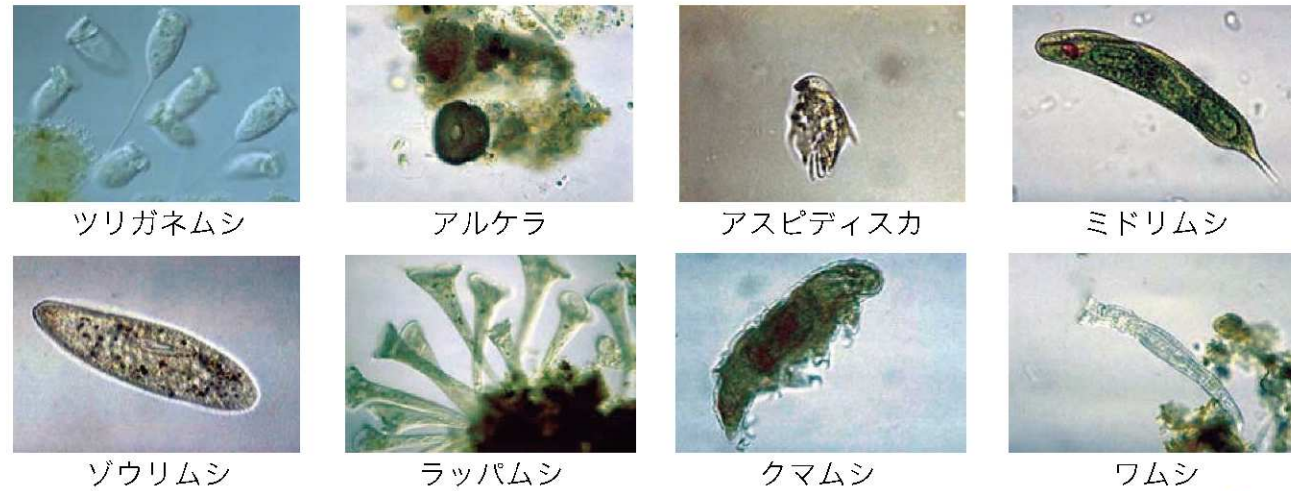 ツリガネムシ
アルケラ
アスピディスカ
ミドリムシ
ゾウリムシ
ラッパムシ
クマムシ
ワムシ